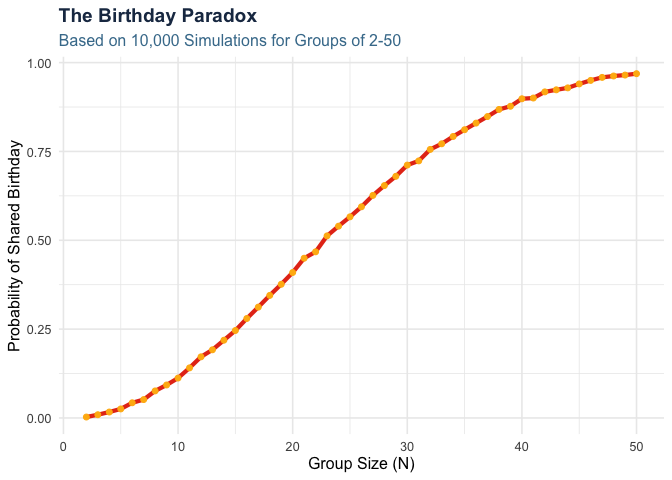 The Birthday Paradox
Based on 10,000 Simulations for Groups of 2-50
1.00
0.75
0.50
0.25
0.00
Probability of Shared Birthday
0 10 20 30 40 50
Group Size (N)